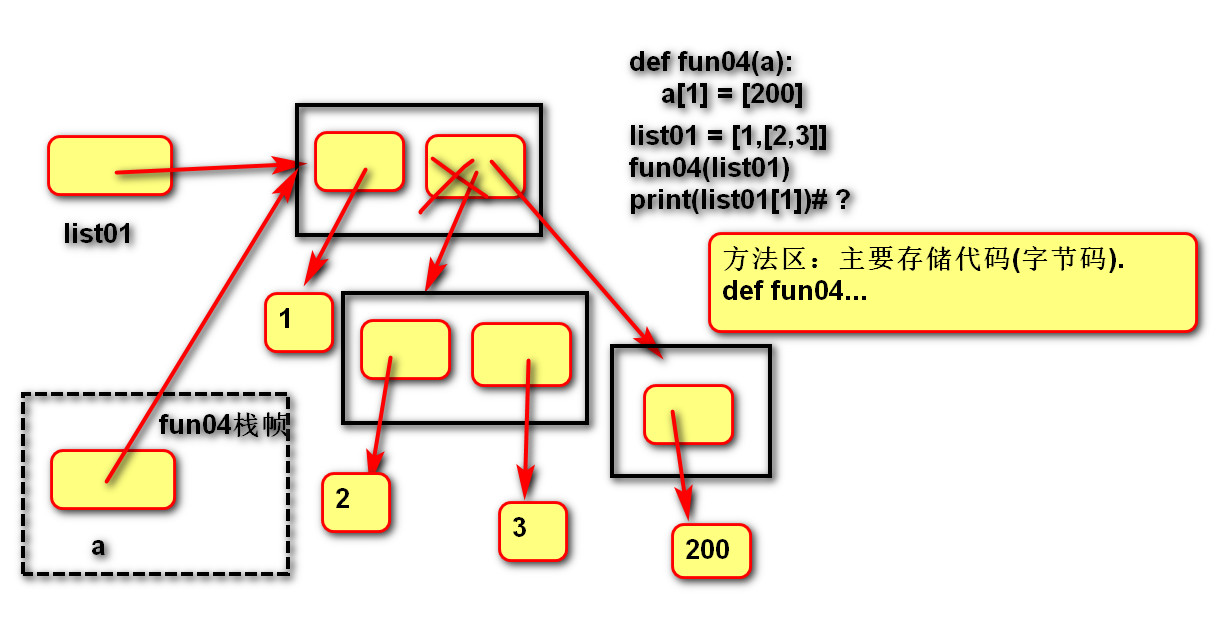 def fun04(a):
a[1] = [200]
list01 = [1,[2,3]]
fun04(list01)
print(list01[1])# ?
list01
方法区：主要存储代码(字节码).
def fun04...
1
fun04栈帧
2
3
200
a